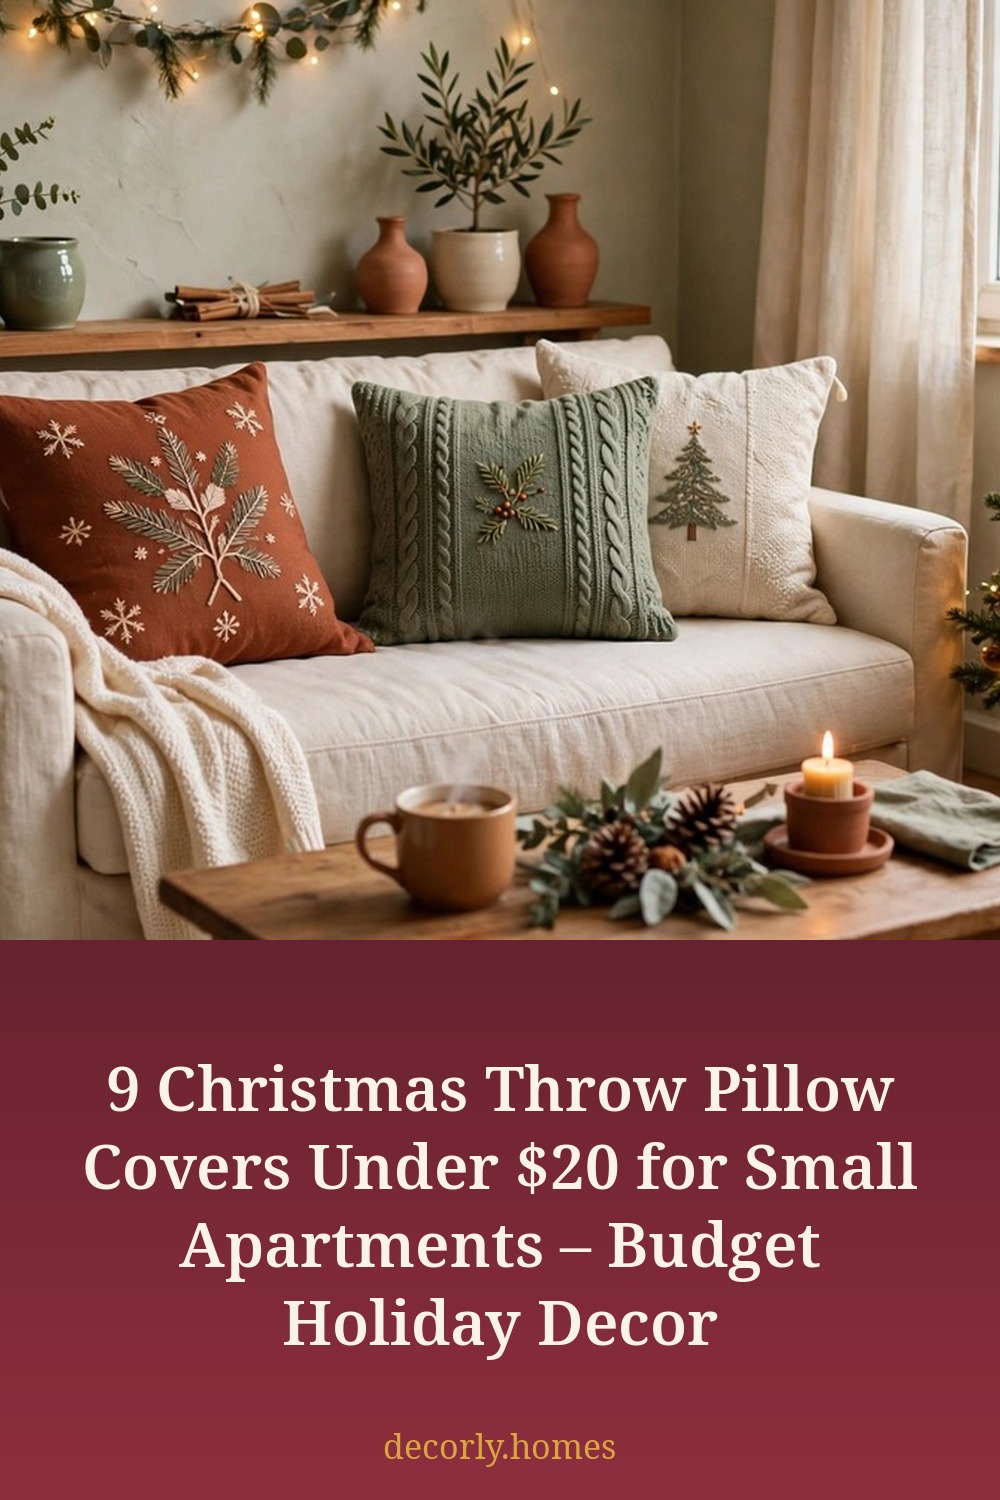 9 Christmas Throw Pillow
Covers Under $20 for Small
Apartments – Budget
Holiday Decor
decorly.homes